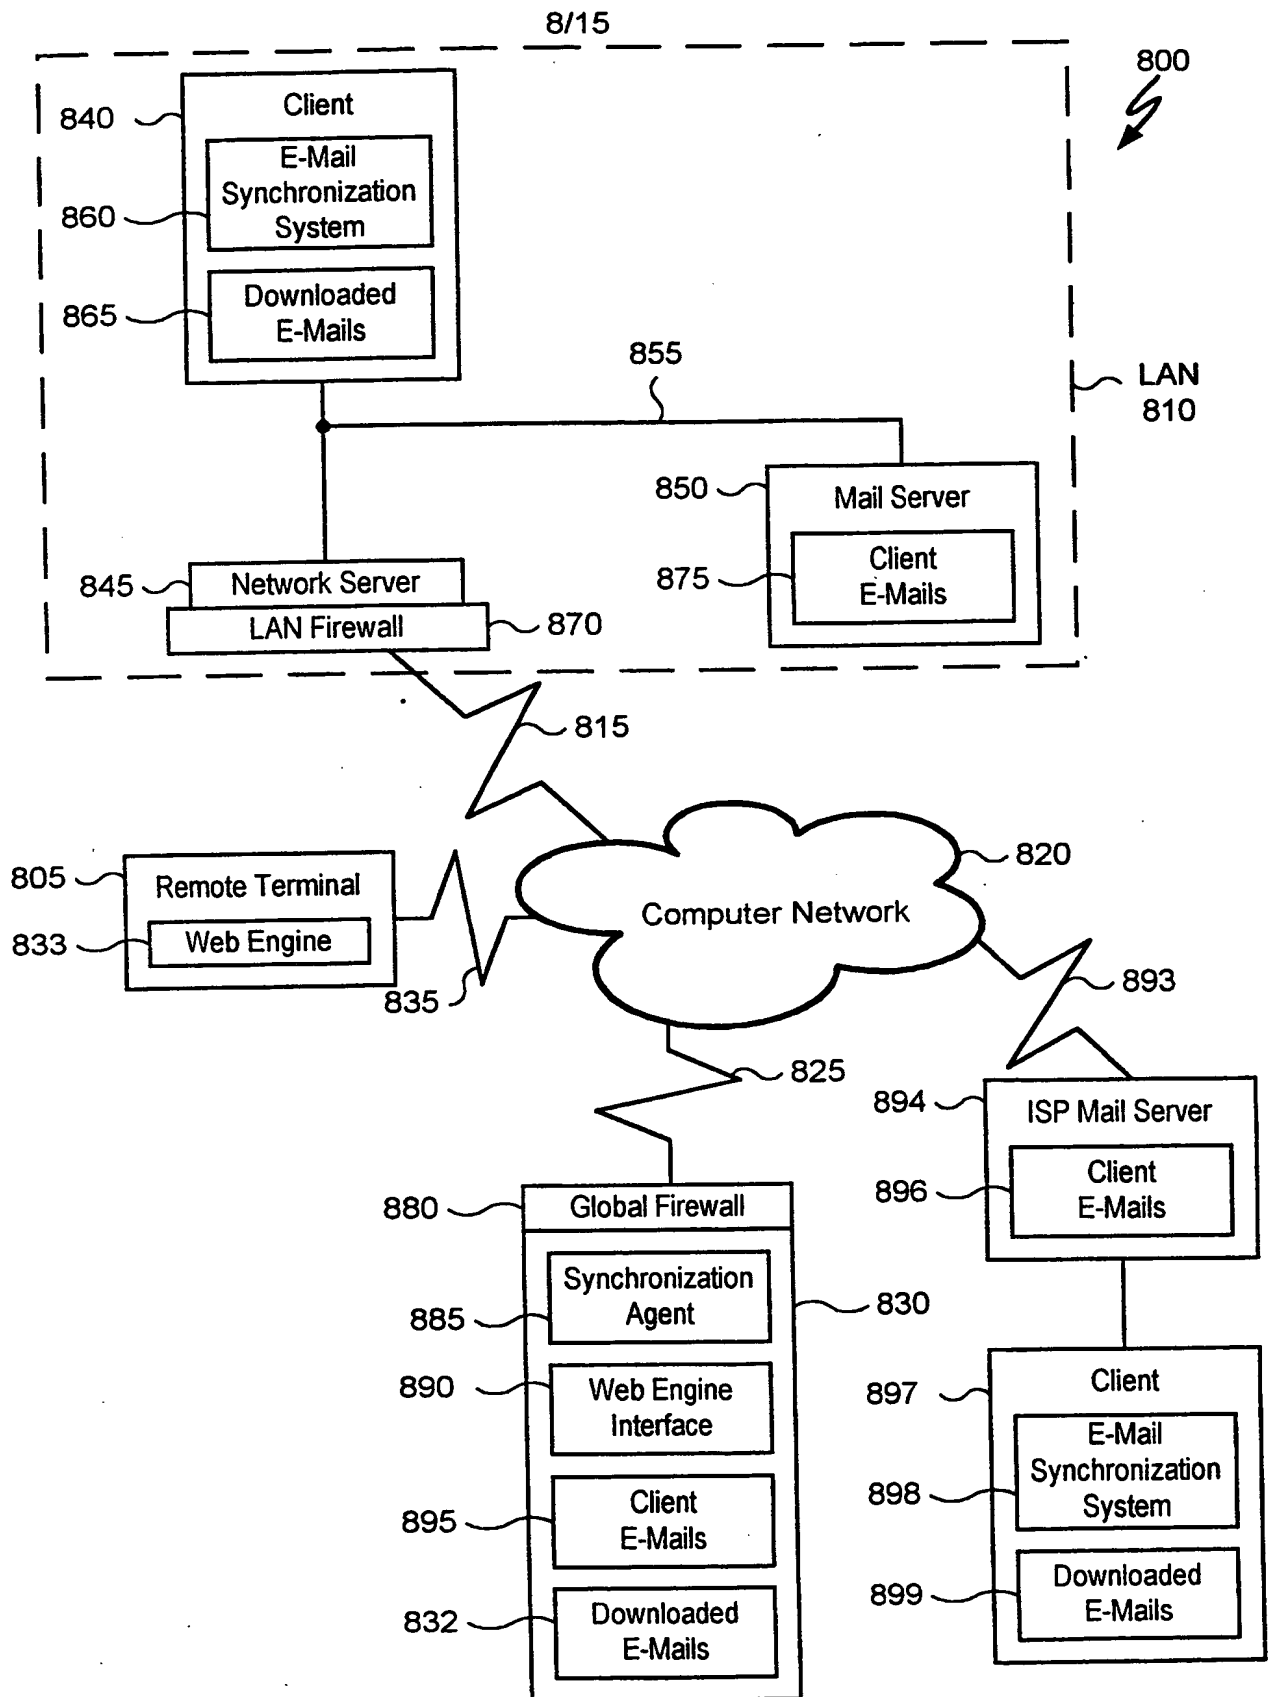 8/15
800
840
Client
E-Mail
Synchronization
System
860
Downloaded
E-Mails
865
855
LAN
810
850
Mail Server
Client
E-Mails
875
845
Network Server
LAN Firewall
870
815
820
Computer Network
805
Remote Terminal
833
Web Engine
835
893
825
894
ISP Mail Server
Client
E-Mails
896
880
Global Firewall
Synchronization
Agent
885
830
890
Web Engine
Interface
Client
E-Mails
895
832
Downloaded
E-Mails
897
Client
E-Mail
Synchronization
System
898
Downloaded
E-Mails
899